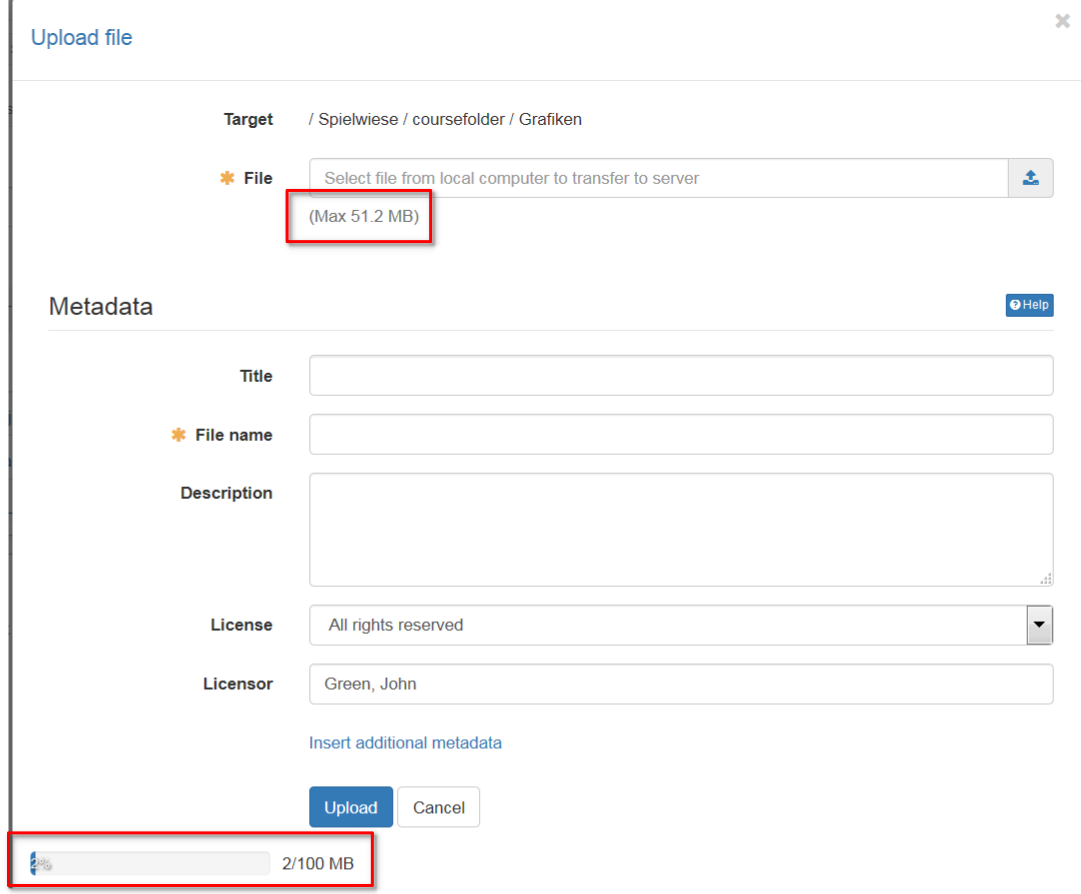 Upload file
Target / Spielwiese / coursefolder / Grafiken
File Select file from local computer to transfer to server
(Max 51.2 MB)
Metadata Help
Title
File name
Description
License All rights reserved
Licensor Green, John
Insert additional metadata
Upload Cancel
2% 2/100 MB